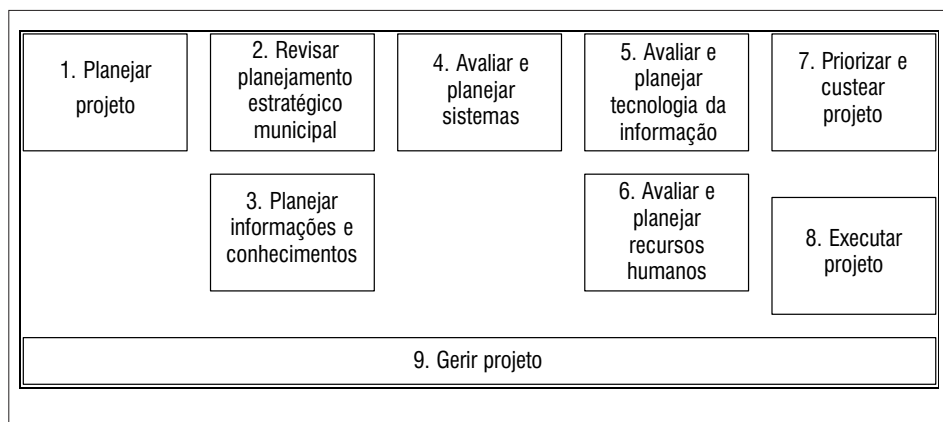 1. Planejar
projeto
2. Revisar
planejamento
estratégico
municipal
3. Planejar
informações e
conhecimentos
4. Avaliar e
planejar
sistemas
5. Avaliar e
planejar
tecnologia da
informação
6. Avaliar e
planejar
recursos
humanos
7. Priorizar e
custear
projeto
8. Executar
projeto
9. Gerir projeto